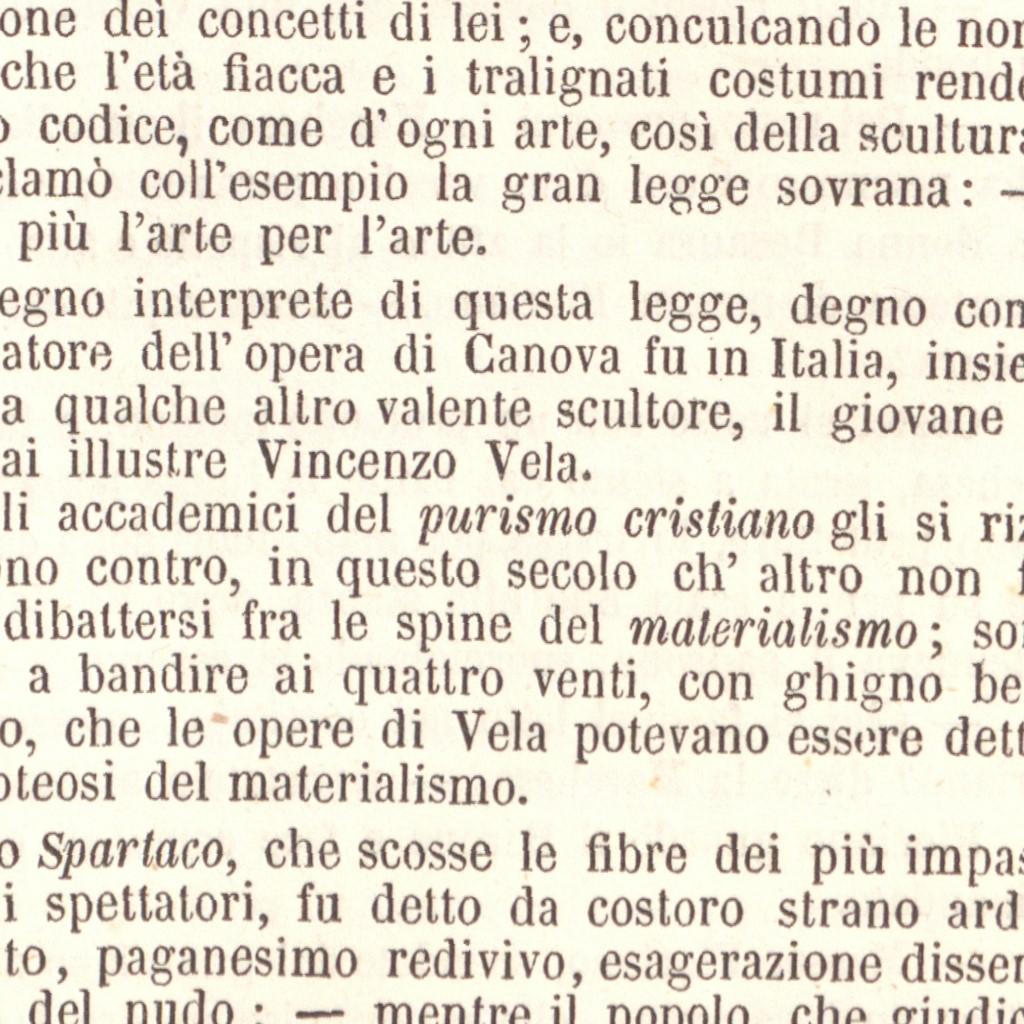 one dei concetti di lei; e, conculcando le nor
che l'età fiacca e i tralignati costumi rende
o codice, come d'ogni arte, così della scultura
clamò coll'esempio la gran legge sovrana: —
più l'arte per l'arte.
egno interprete di questa legge, degno con
atore dell'opera di Canova fu in Italia, insie
a qualche altro valente scultore, il giovane
ai illustre Vincenzo Vela.
li accademici del purismo cristiano gli si riz
no contro, in questo secolo ch'altro non f
dibattersi fra le spine del materialismo; sor
a bandire ai quattro venti, con ghigno be
o, che le opere di Vela potevano essere dett
oteosi del materialismo.
o Spartaco, che scosse le fibre dei più impas
i spettatori, fu detto da costoro strano ard
to, paganesimo redivivo, esagerazione dissen
del nudo: — mentre il popolo, che giudic